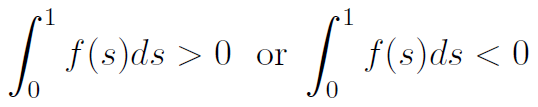 ∫₀¹ f(s)ds > 0 or ∫₀¹ f(s)ds < 0